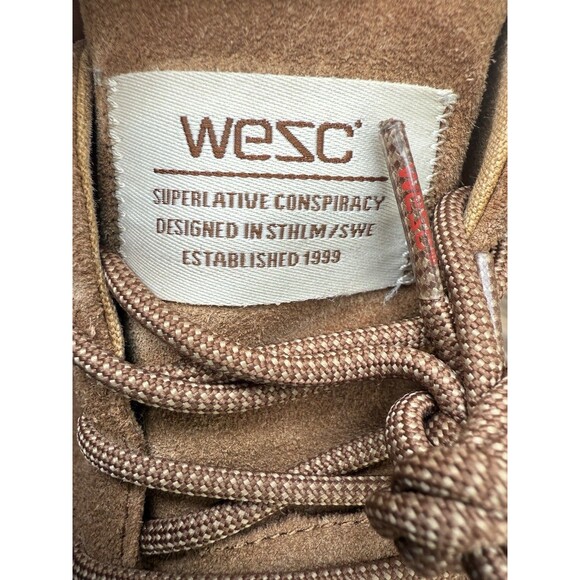 wesc
SUPERLATIVE CONSPIRACY
DESIGNED IN STHLM/SWE
ESTABLISHED 1999